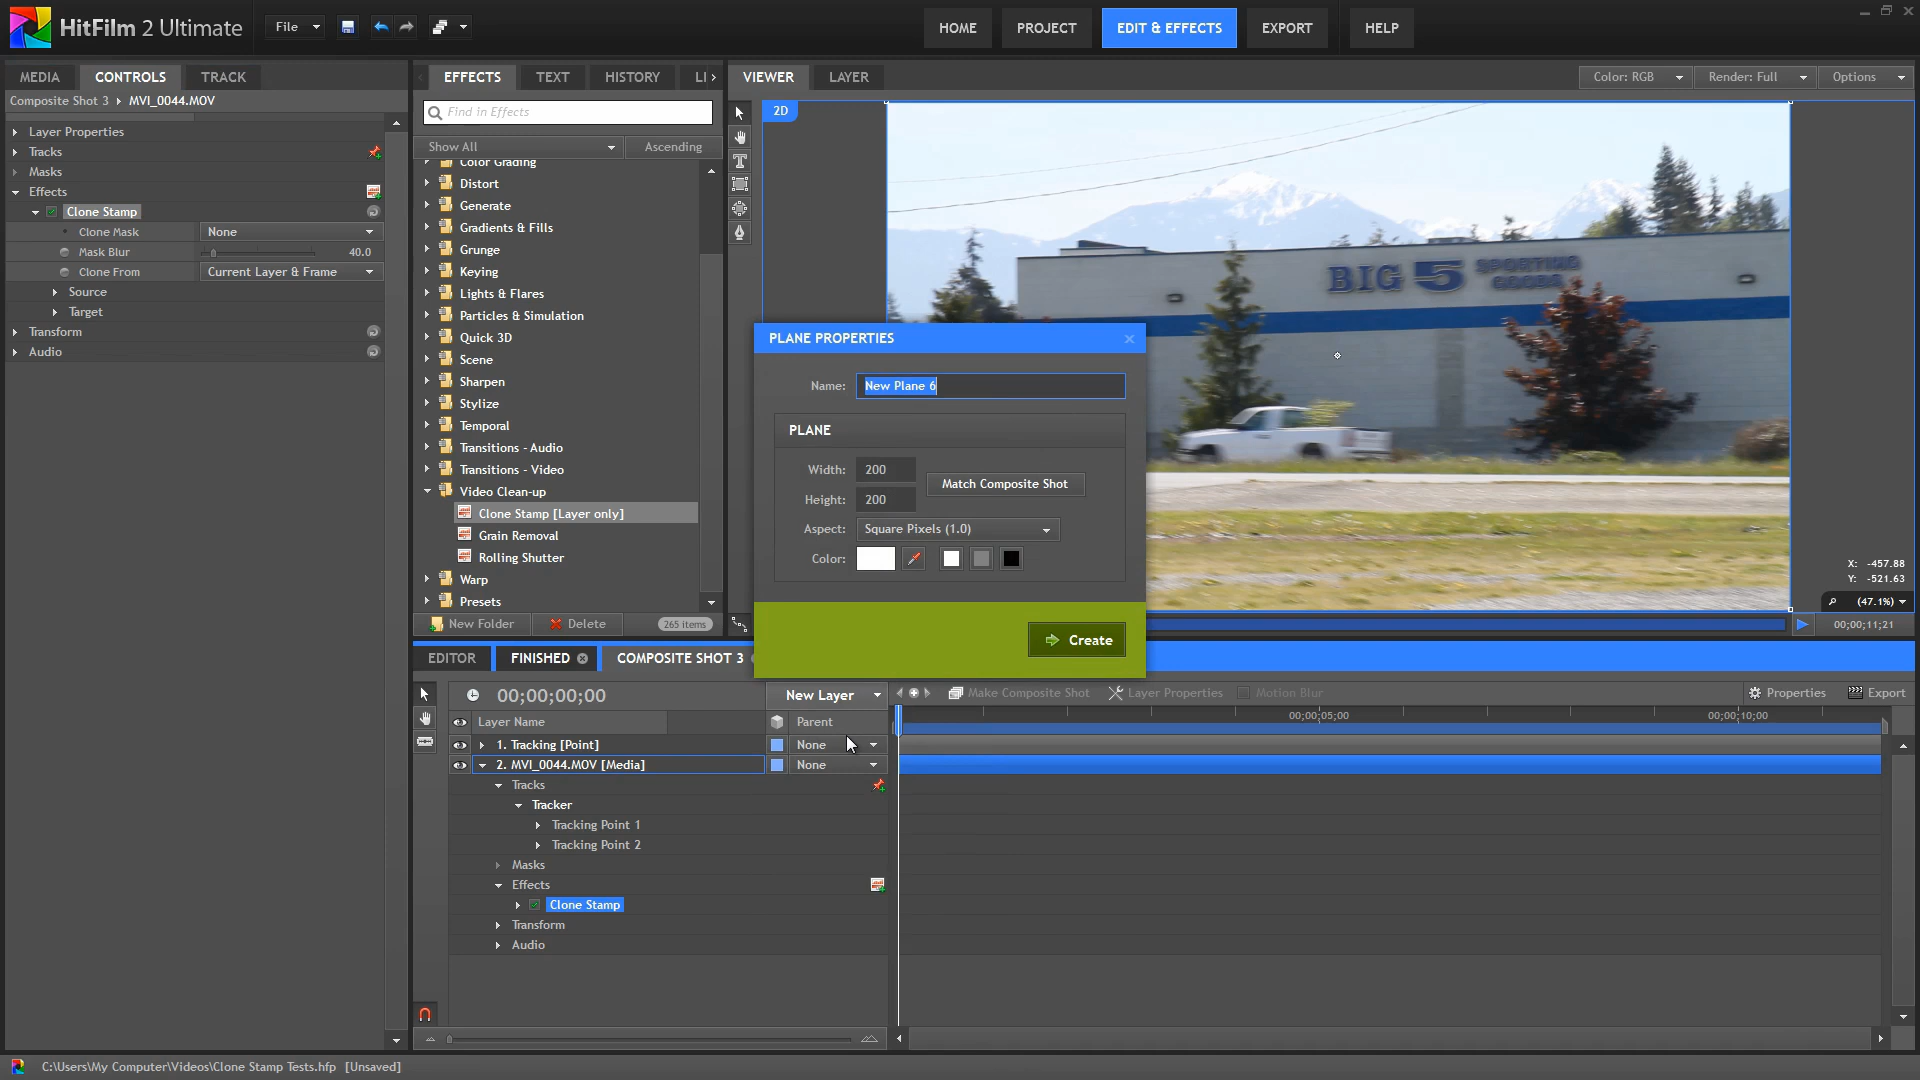 HitFilm 2 Ultimate
File
HOME
PROJECT
EDIT & EFFECTS
EXPORT
HELP
MEDIA
CONTROLS
TRACK
Composite Shot 3 MVI_0044.MOV
Layer Properties
Tracks
Masks
Effects
Clone Stamp
Clone Mask None
Mask Blur 40.0
Clone From Current Layer & Frame
Source
Target
Transform
Audio
EFFECTS
TEXT
HISTORY
LI
Find in Effects
Show All
Ascending
Color Grading
Distort
Generate
Gradients & Fills
Grunge
Keying
Lights & Flares
Particles & Simulation
Quick 3D
Scene
Sharpen
Stylize
Temporal
Transitions - Audio
Transitions - Video
Video Clean-up
Clone Stamp [Layer only]
Grain Removal
Rolling Shutter
Warp
Presets
New Folder
Delete
265 items
VIEWER
LAYER
Color: RGB
Render: Full
Options
2D
BIG 5 SPORTING
GOODS
X: -457.88
Y: -521.63
(47.1%)
00;00;11;21
PLANE PROPERTIES
Name: New Plane 6
PLANE
Width: 200
Match Composite Shot
Height: 200
Aspect: Square Pixels (1.0)
Color:
Create
EDITOR
FINISHED
COMPOSITE SHOT 3
00;00;00;00
New Layer
Make Composite Shot
Layer Properties
Motion Blur
Properties
Export
Layer Name
Parent
00;00;05;00
00;00;10;00
1. Tracking [Point] None
2. MVI_0044.MOV [Media] None
Tracks
Tracker
Tracking Point 1
Tracking Point 2
Masks
Effects
Clone Stamp
Transform
Audio
C:\Users\My Computer\Videos\Clone Stamp Tests.hfp [Unsaved]